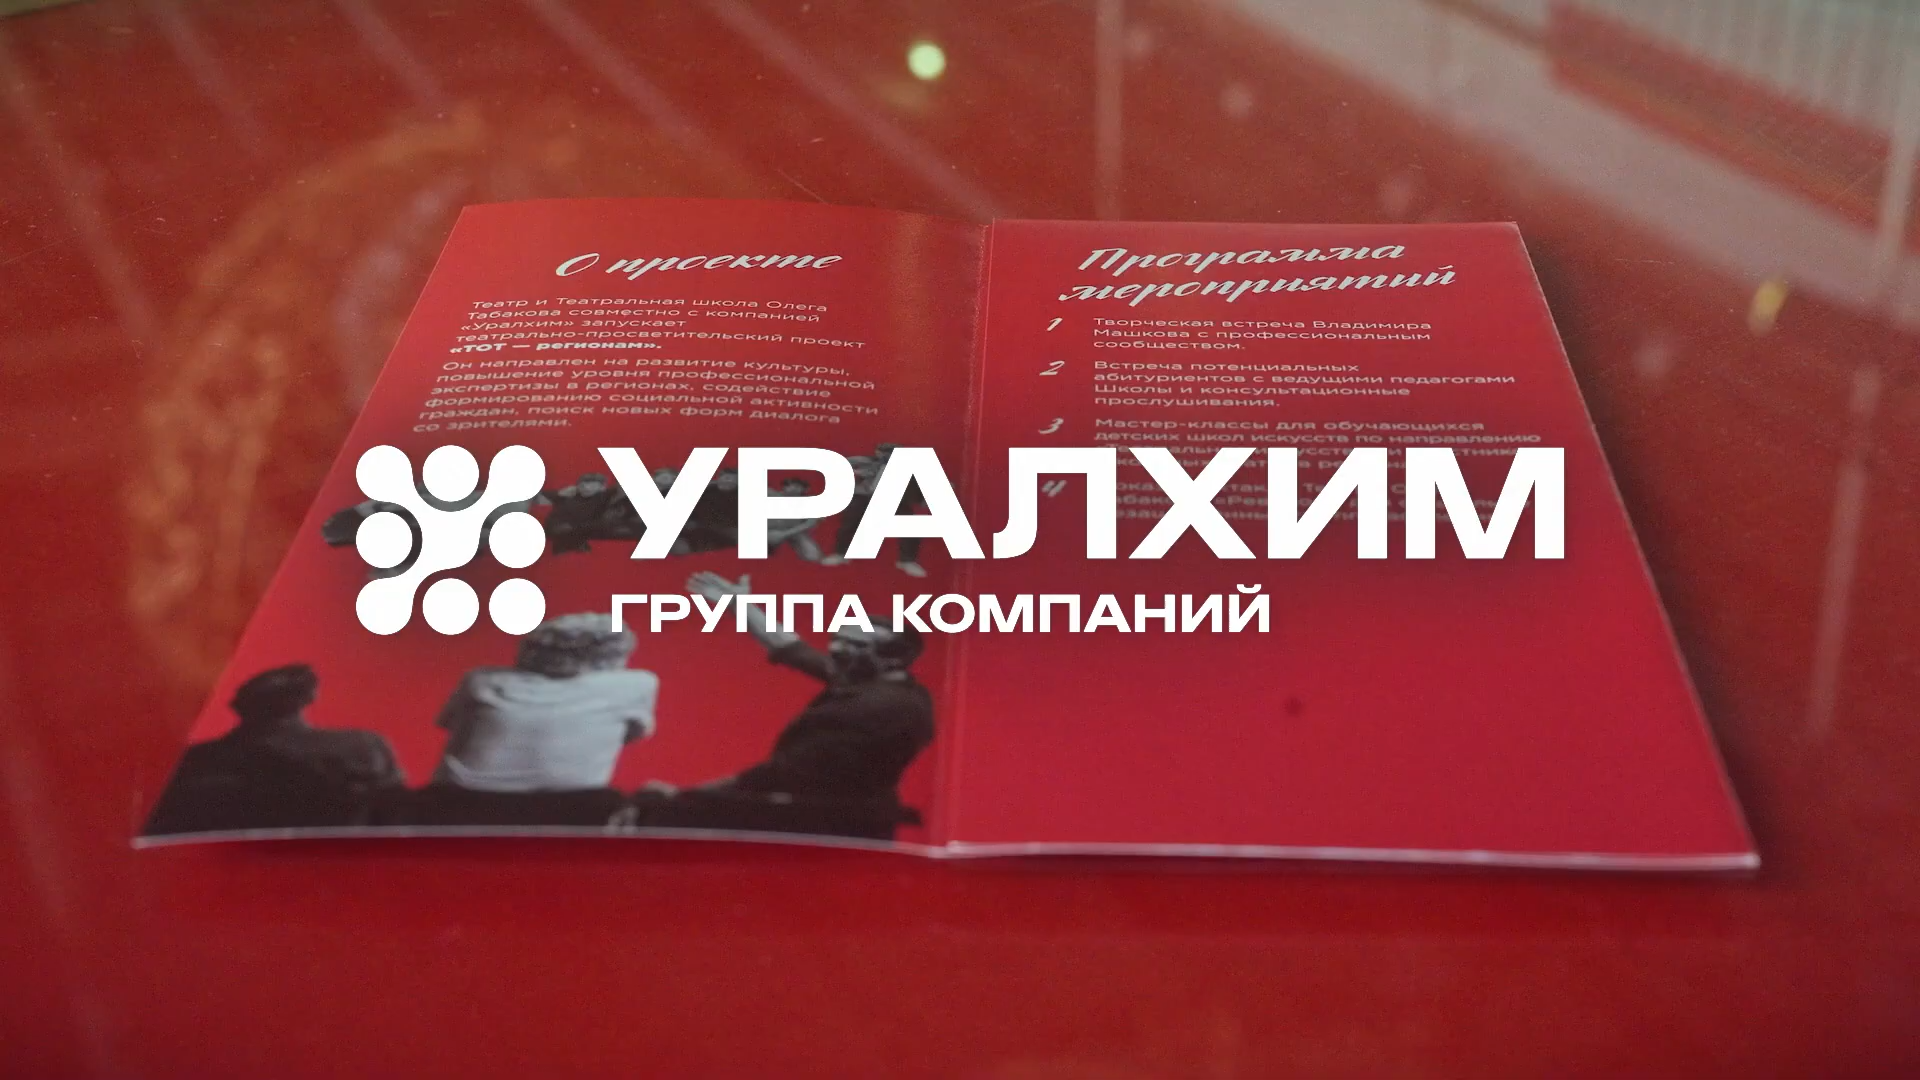 О проекте
Театр и Театральная школа Олега
Табакова совместно с компанией
«Уралхим» запускает
театрально-просветительский проект
«ТОТ — регионам».
Он направлен на развитие культуры,
повышение уровня профессиональной
экспертизы в регионах, содействие
формированию социальной активности
граждан, поиск новых форм диалога
со зрителями.
Программа
мероприятий
1 Творческая встреча Владимира
Машкова с профессиональным
сообществом.
2 Встреча потенциальных
абитуриентов с ведущими педагогами
Школы и консультационные
прослушивания.
3 Мастер-классы для обучающихся
детских школ искусств по направлению
4
УРАЛХИМ
ГРУППА КОМПАНИЙ